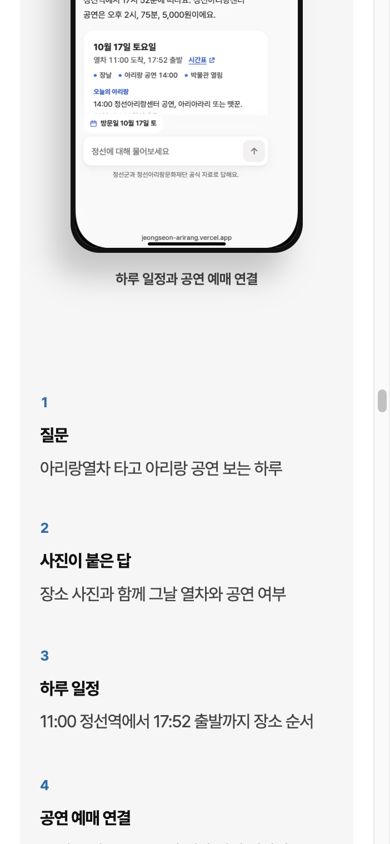 공연은 오후 2시, 75분, 5,000원이에요.
10월 17일 토요일
열차 11:00 도착, 17:52 출발 시간표
장날 아리랑 공연 14:00 박물관 열림
오늘의 아리랑
14:00 정선아리랑센터 공연, 아리아라리 또는 뗏꾼.
방문일 10월 17일 토
정선에 대해 물어보세요
정선군과 정선아리랑문화재단 공식 자료로 답해요.
jeongseon-arirang.vercel.app
하루 일정과 공연 예매 연결
1
질문
아리랑열차 타고 아리랑 공연 보는 하루
2
사진이 붙은 답
장소 사진과 함께 그날 열차와 공연 여부
3
하루 일정
11:00 정선역에서 17:52 출발까지 장소 순서
4
공연 예매 연결